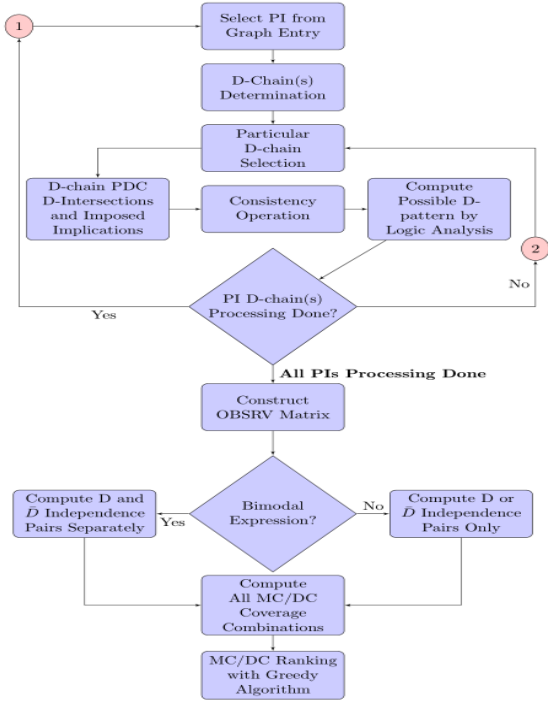 1
Select PI from
Graph Entry
D-Chain(s)
Determination
Particular
D-chain
Selection
D-chain PDC
D-Intersections
and Imposed
Implications
Consistency
Operation
Compute
Possible D-
pattern by
Logic Analysis
2
PI D-chain(s)
Processing Done?
Yes
No
All PIs Processing Done
Construct
OBSRV Matrix
Bimodal
Expression?
Yes
No
Compute D and
D̄ Independence
Pairs Separately
Compute D or
D̄ Independence
Pairs Only
Compute
All MC/DC
Coverage
Combinations
MC/DC Ranking
with Greedy
Algorithm